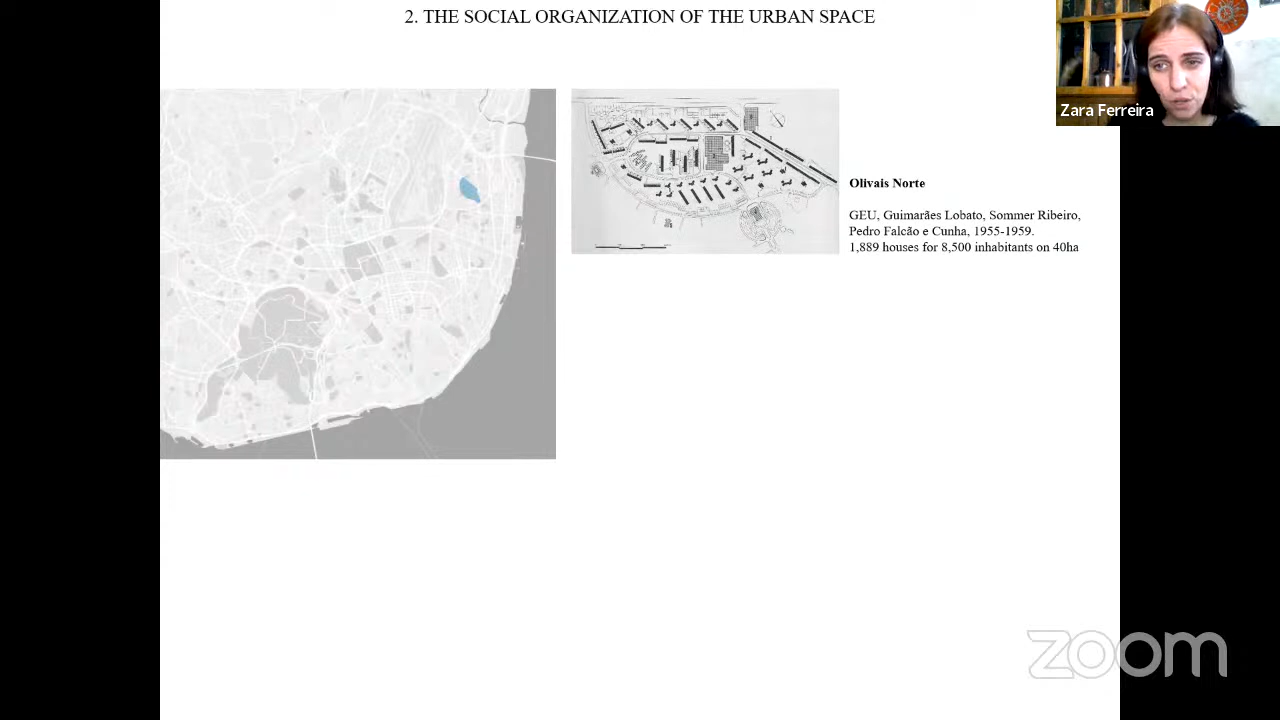 2. THE SOCIAL ORGANIZATION OF THE URBAN SPACE
Zara Ferreira
Olivais Norte
GEU, Guimarães Lobato, Sommer Ribeiro,
Pedro Falcão e Cunha, 1955-1959.
1,889 houses for 8,500 inhabitants on 40ha
zoom